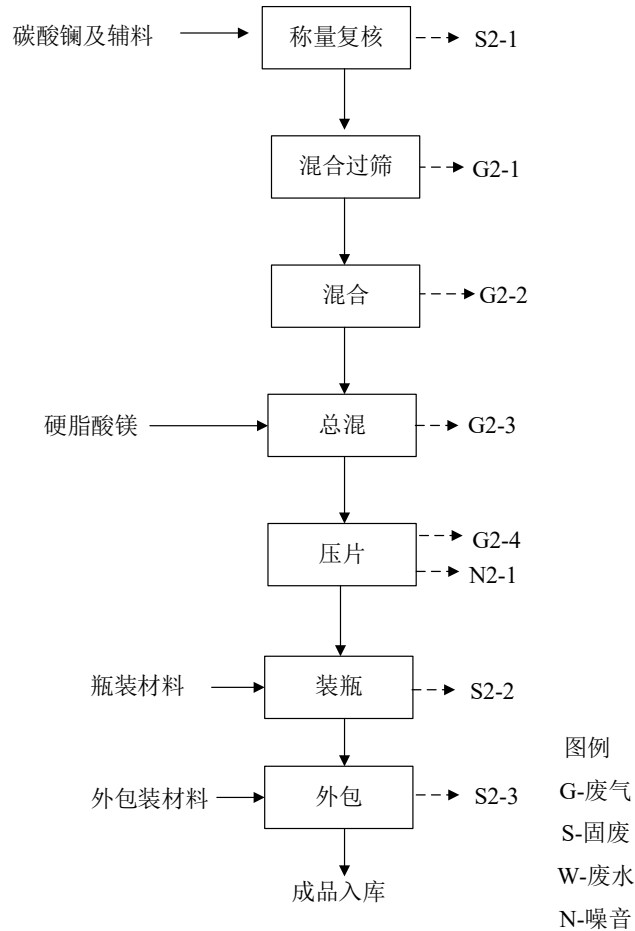 碳酸镧及辅料
称量复核
S2-1
混合过筛
G2-1
混合
G2-2
硬脂酸镁
总混
G2-3
压片
G2-4
N2-1
瓶装材料
装瓶
S2-2
外包装材料
外包
S2-3
成品入库
图例
G-废气
S-固废
W-废水
N-噪音